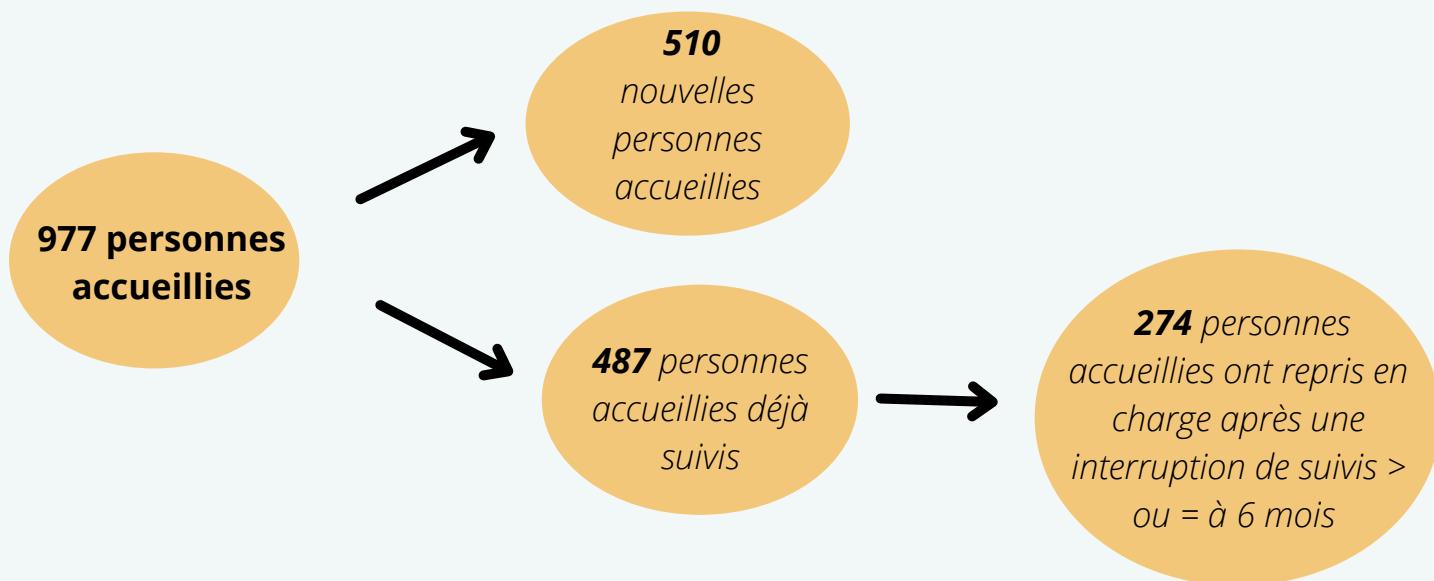 977 personnes
accueillies
510
nouvelles
personnes
accueillies
487 personnes
accueillies déjà
suivis
274 personnes
accueillies ont repris en
charge après une
interruption de suivis >
ou = à 6 mois